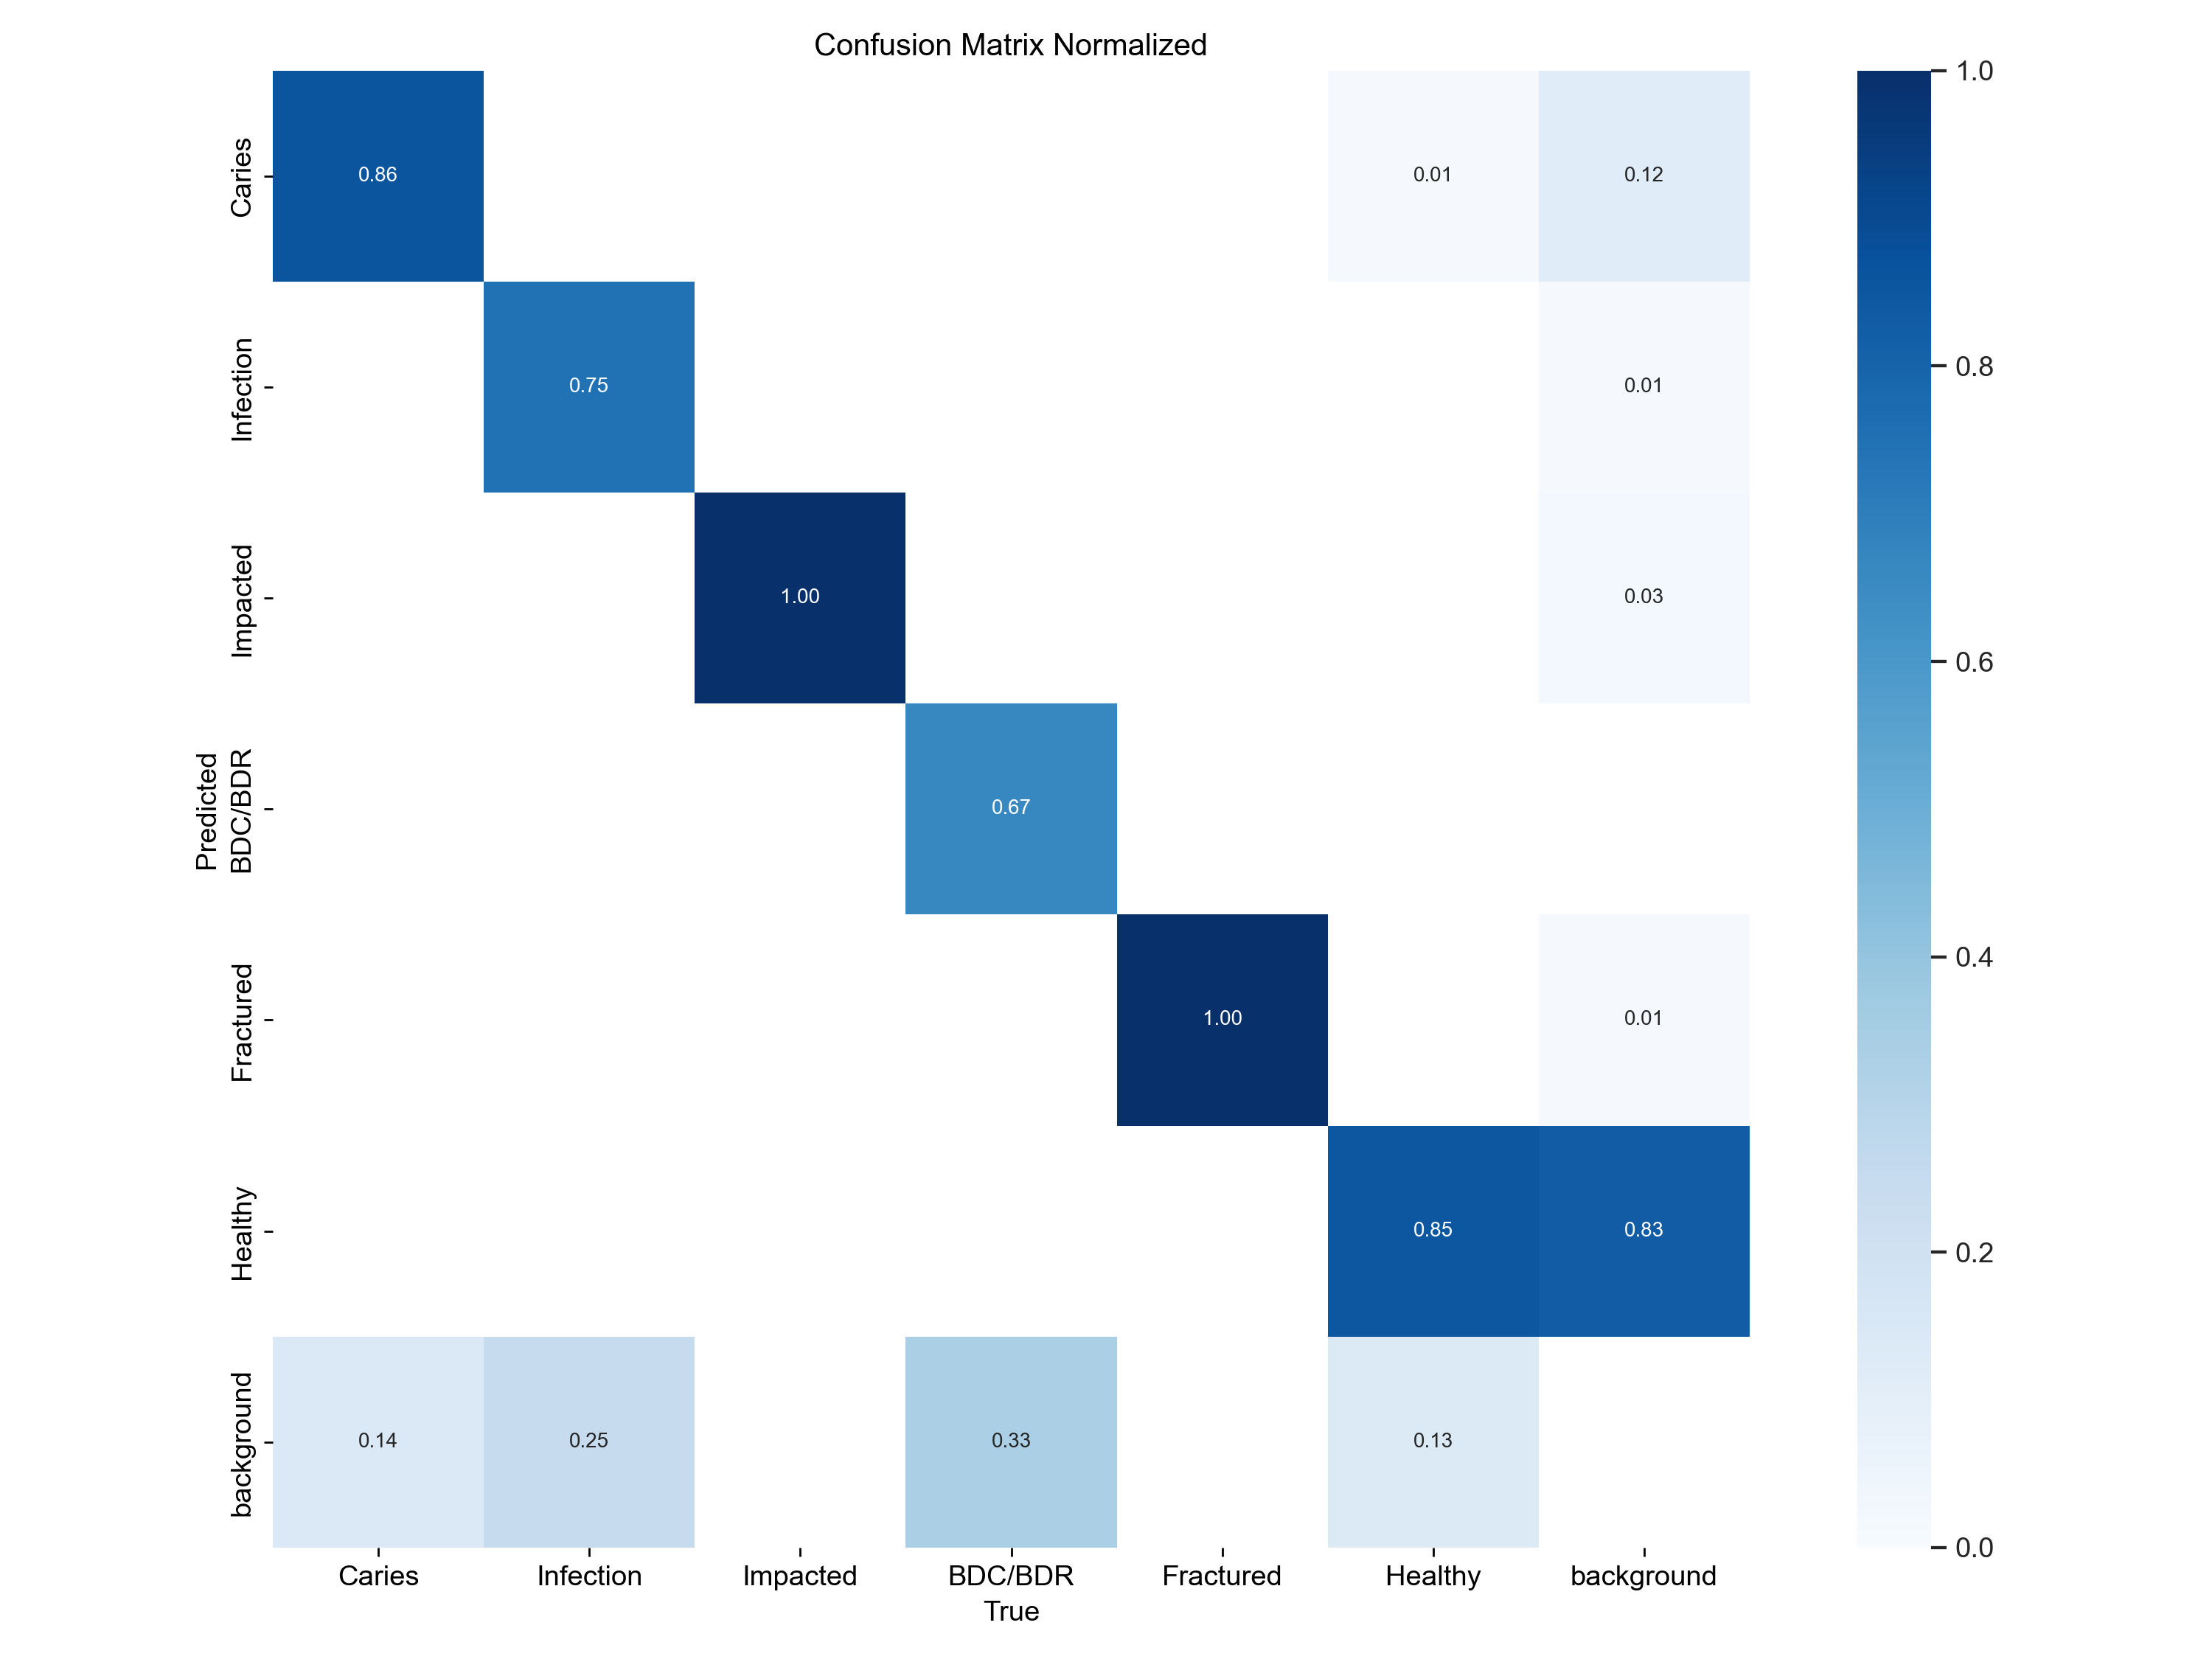 Confusion Matrix Normalized
Caries
0.86
0.01
0.12
1.0
Infection
0.75
0.01
0.8
Impacted
1.00
0.03
0.6
Predicted
BDC/BDR
0.67
Fractured
1.00
0.01
0.4
Healthy
0.85
0.83
0.2
background
0.14
0.25
0.33
0.13
0.0
Caries
Infection
Impacted
BDC/BDR
Fractured
Healthy
background
True